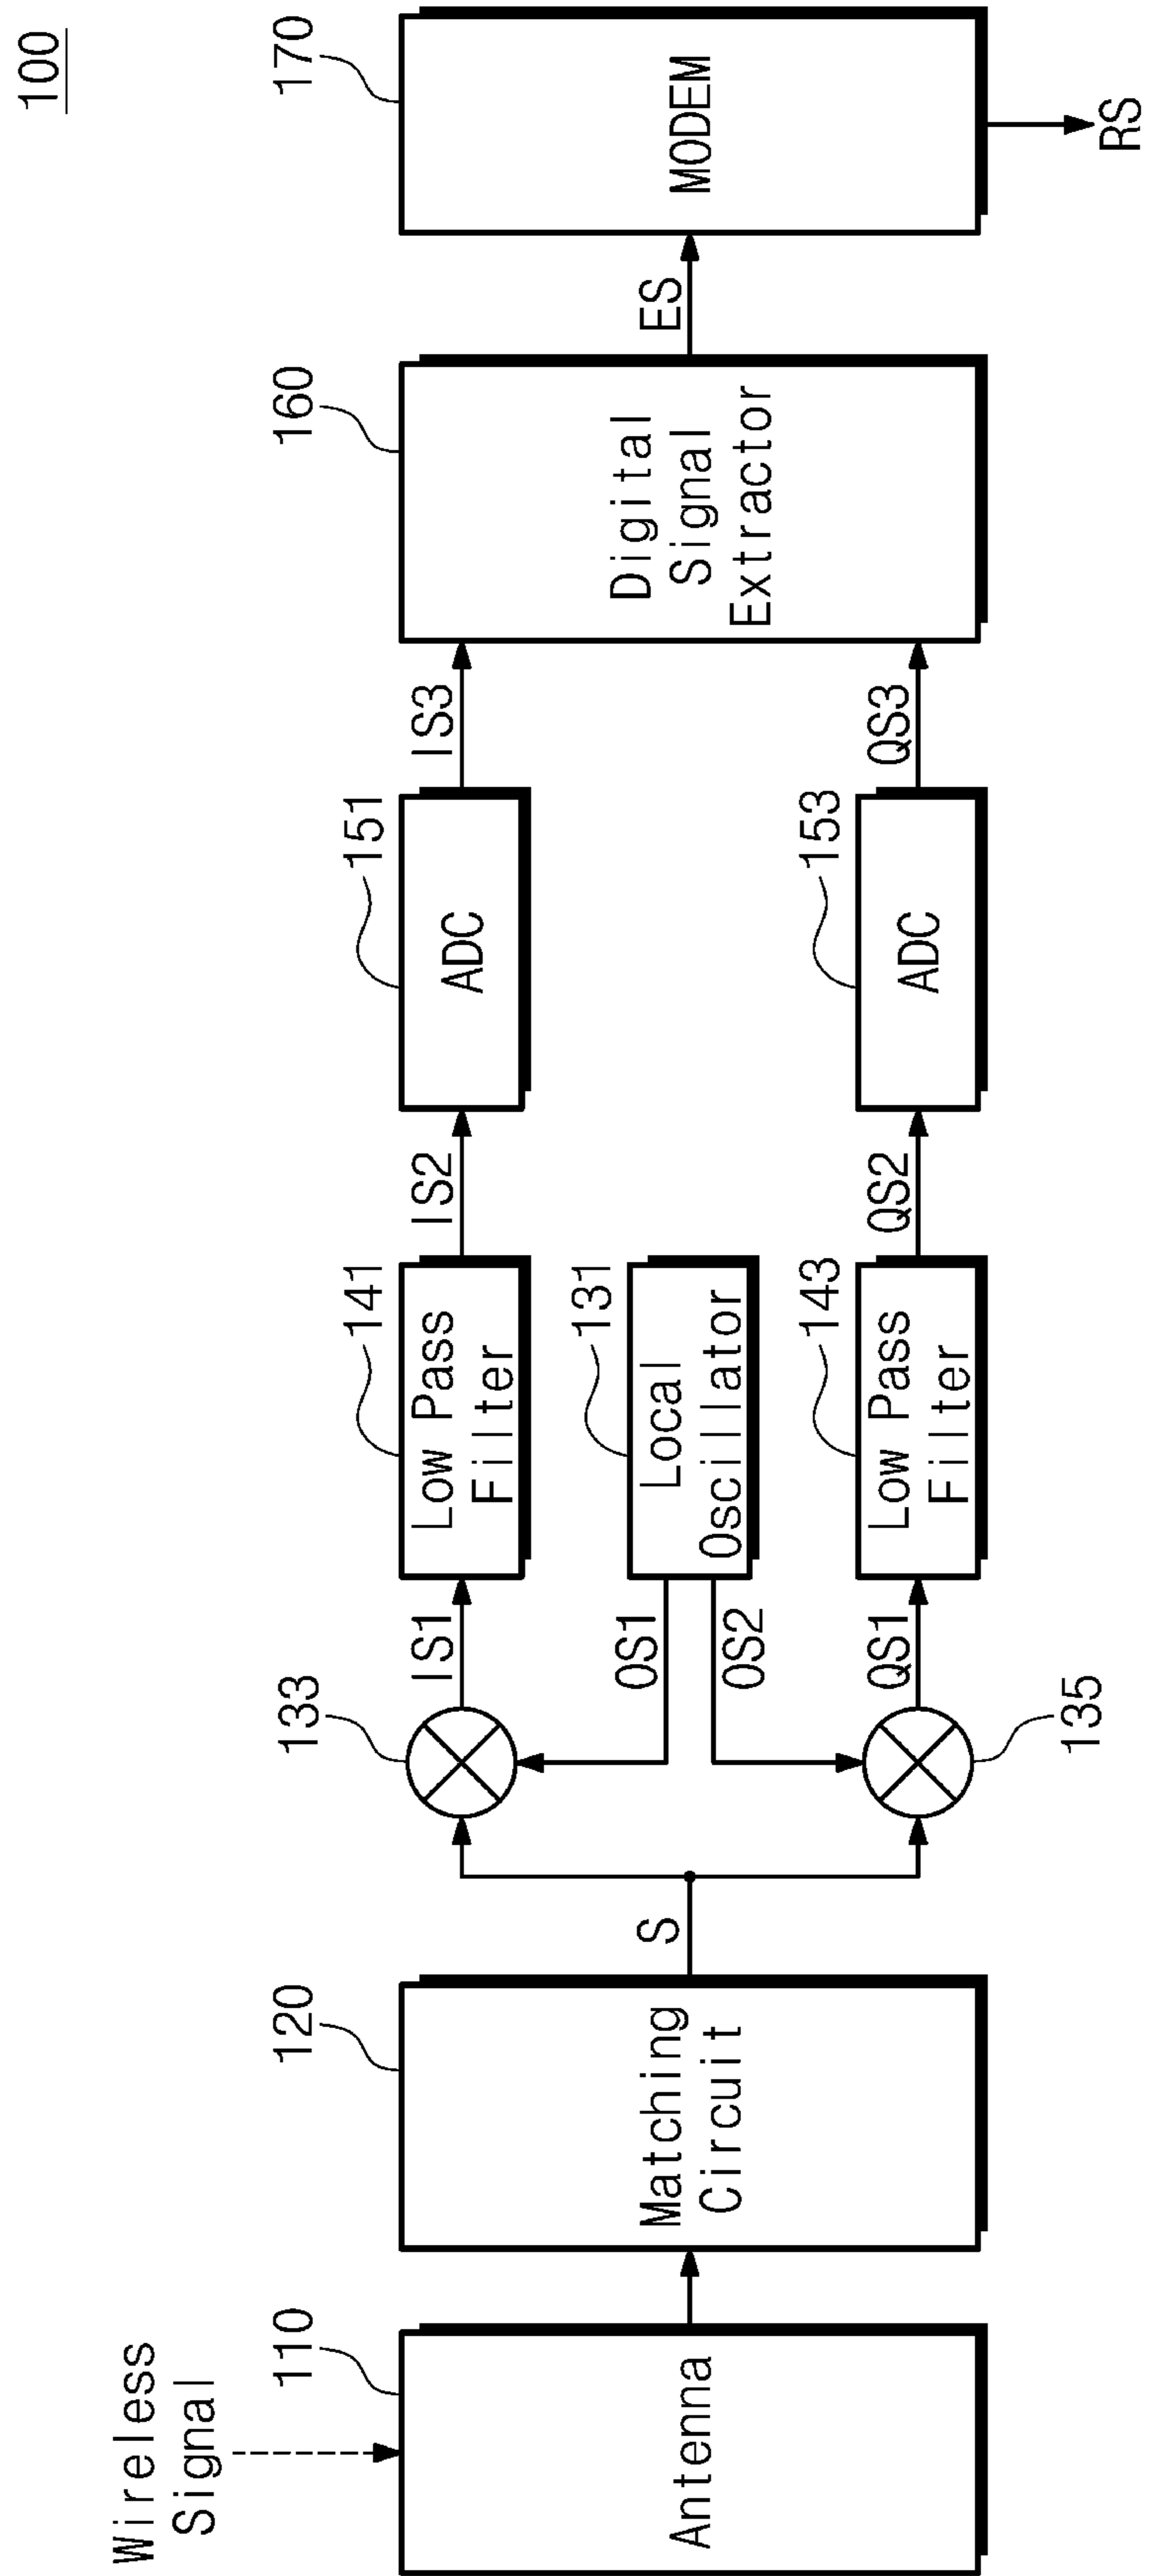 100
Wireless
Signal
110
Antenna
120
Matching
Circuit
S
133
IS1
141
Low Pass
Filter
IS2
151
ADC
IS3
OS1
OS2
131
Local
Oscillator
135
QS1
143
Low Pass
Filter
QS2
153
ADC
QS3
160
Digital
Signal
Extractor
ES
170
MODEM
RS